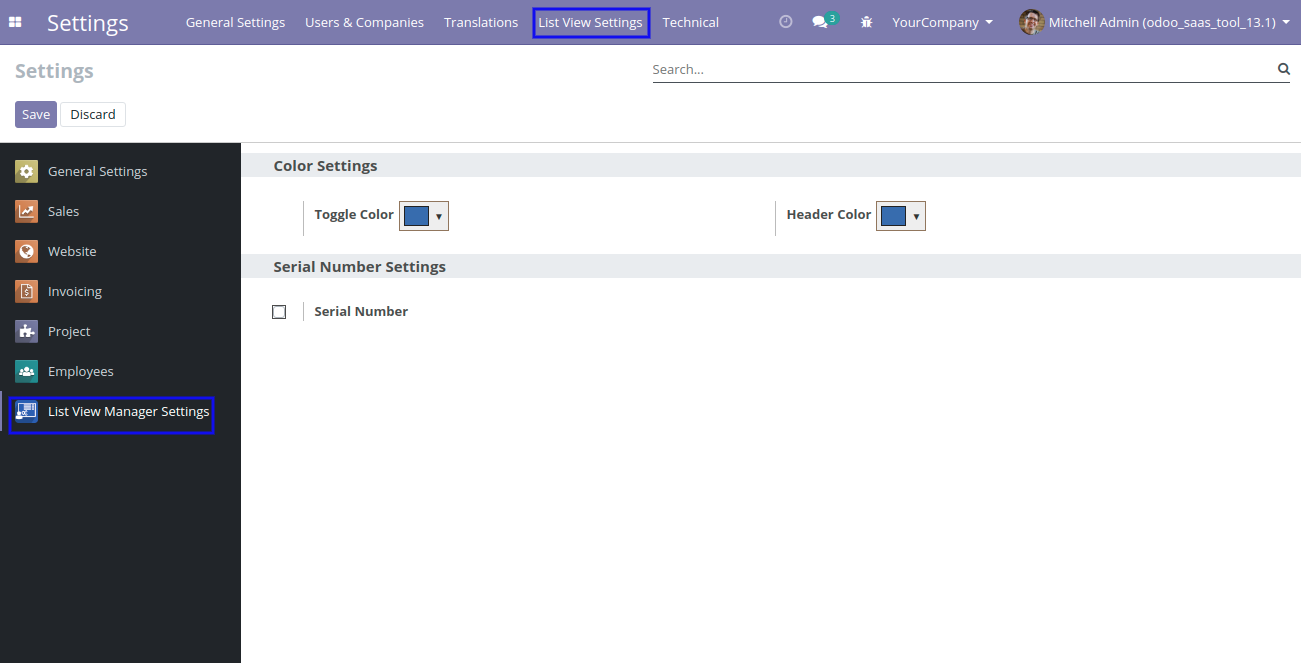 Settings General Settings Users & Companies Translations List View Settings Technical 3 YourCompany Mitchell Admin (odoo_saas_tool_13.1)
Settings Search...
Save Discard
General Settings
Sales
Website
Invoicing
Project
Employees
List View Manager Settings
Color Settings
Toggle Color Header Color
Serial Number Settings
Serial Number